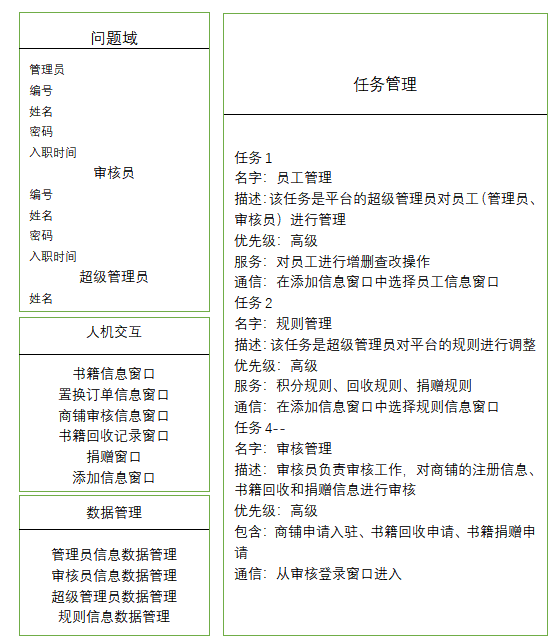 问题域
管理员
编号
姓名
密码
入职时间
审核员
编号
姓名
密码
入职时间
超级管理员
姓名
人机交互
书籍信息窗口
置换订单信息窗口
商铺审核信息窗口
书籍回收记录窗口
捐赠窗口
添加信息窗口
数据管理
管理员信息数据管理
审核员信息数据管理
超级管理员数据管理
规则信息数据管理
任务管理
任务 1
名字：员工管理
描述:该任务是平台的超级管理员对员工（管理员、
审核员）进行管理
优先级：高级
服务：对员工进行增删查改操作
通信：在添加信息窗口中选择员工信息窗口
任务 2
名字：规则管理
描述:该任务是超级管理员对平台的规则进行调整
优先级：高级
服务：积分规则、回收规则、捐赠规则
通信：在添加信息窗口中选择规则信息窗口
任务 4--
名字：审核管理
描述：审核员负责审核工作，对商铺的注册信息、
书籍回收和捐赠信息进行审核
优先级：高级
包含：商铺申请入驻、书籍回收申请、书籍捐赠申
请
通信：从审核登录窗口进入